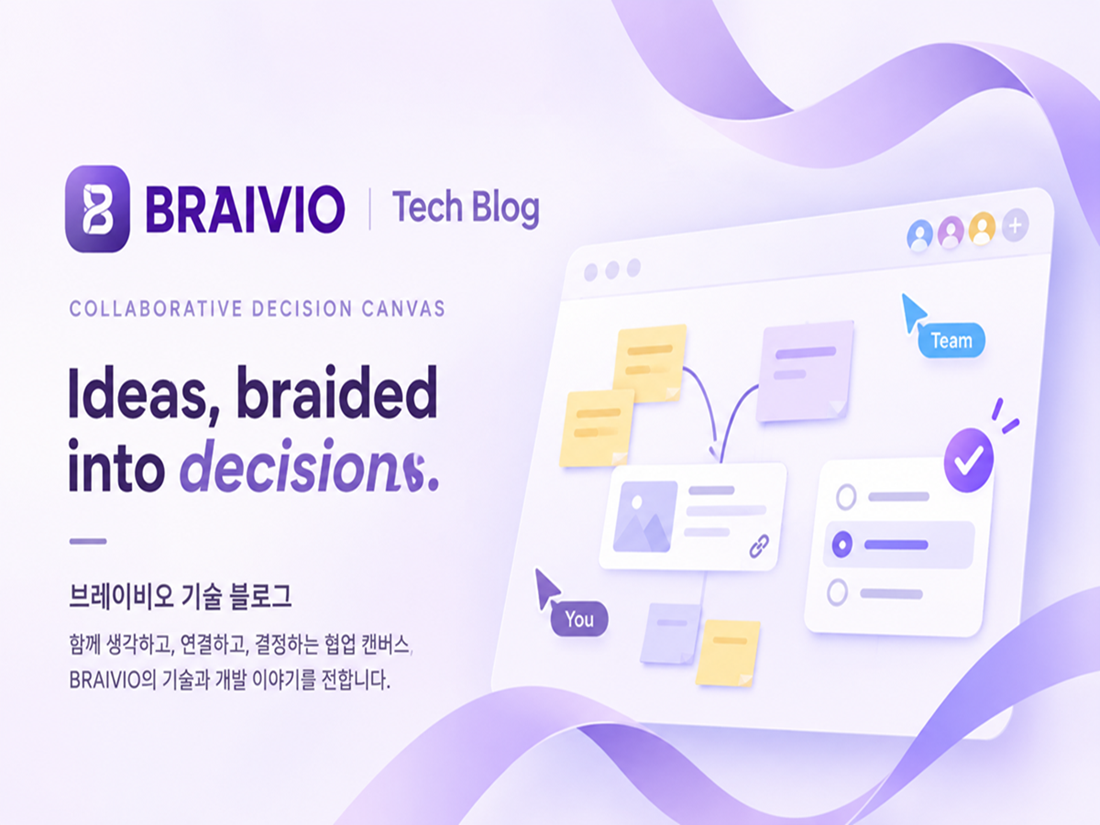 BRAIVIO | Tech Blog
COLLABORATIVE DECISION CANVAS
Ideas, braided
into decisions.
브레이비오 기술 블로그
함께 생각하고, 연결하고, 결정하는 협업 캔버스,
BRAIVIO의 기술과 개발 이야기를 전합니다.
Team
You